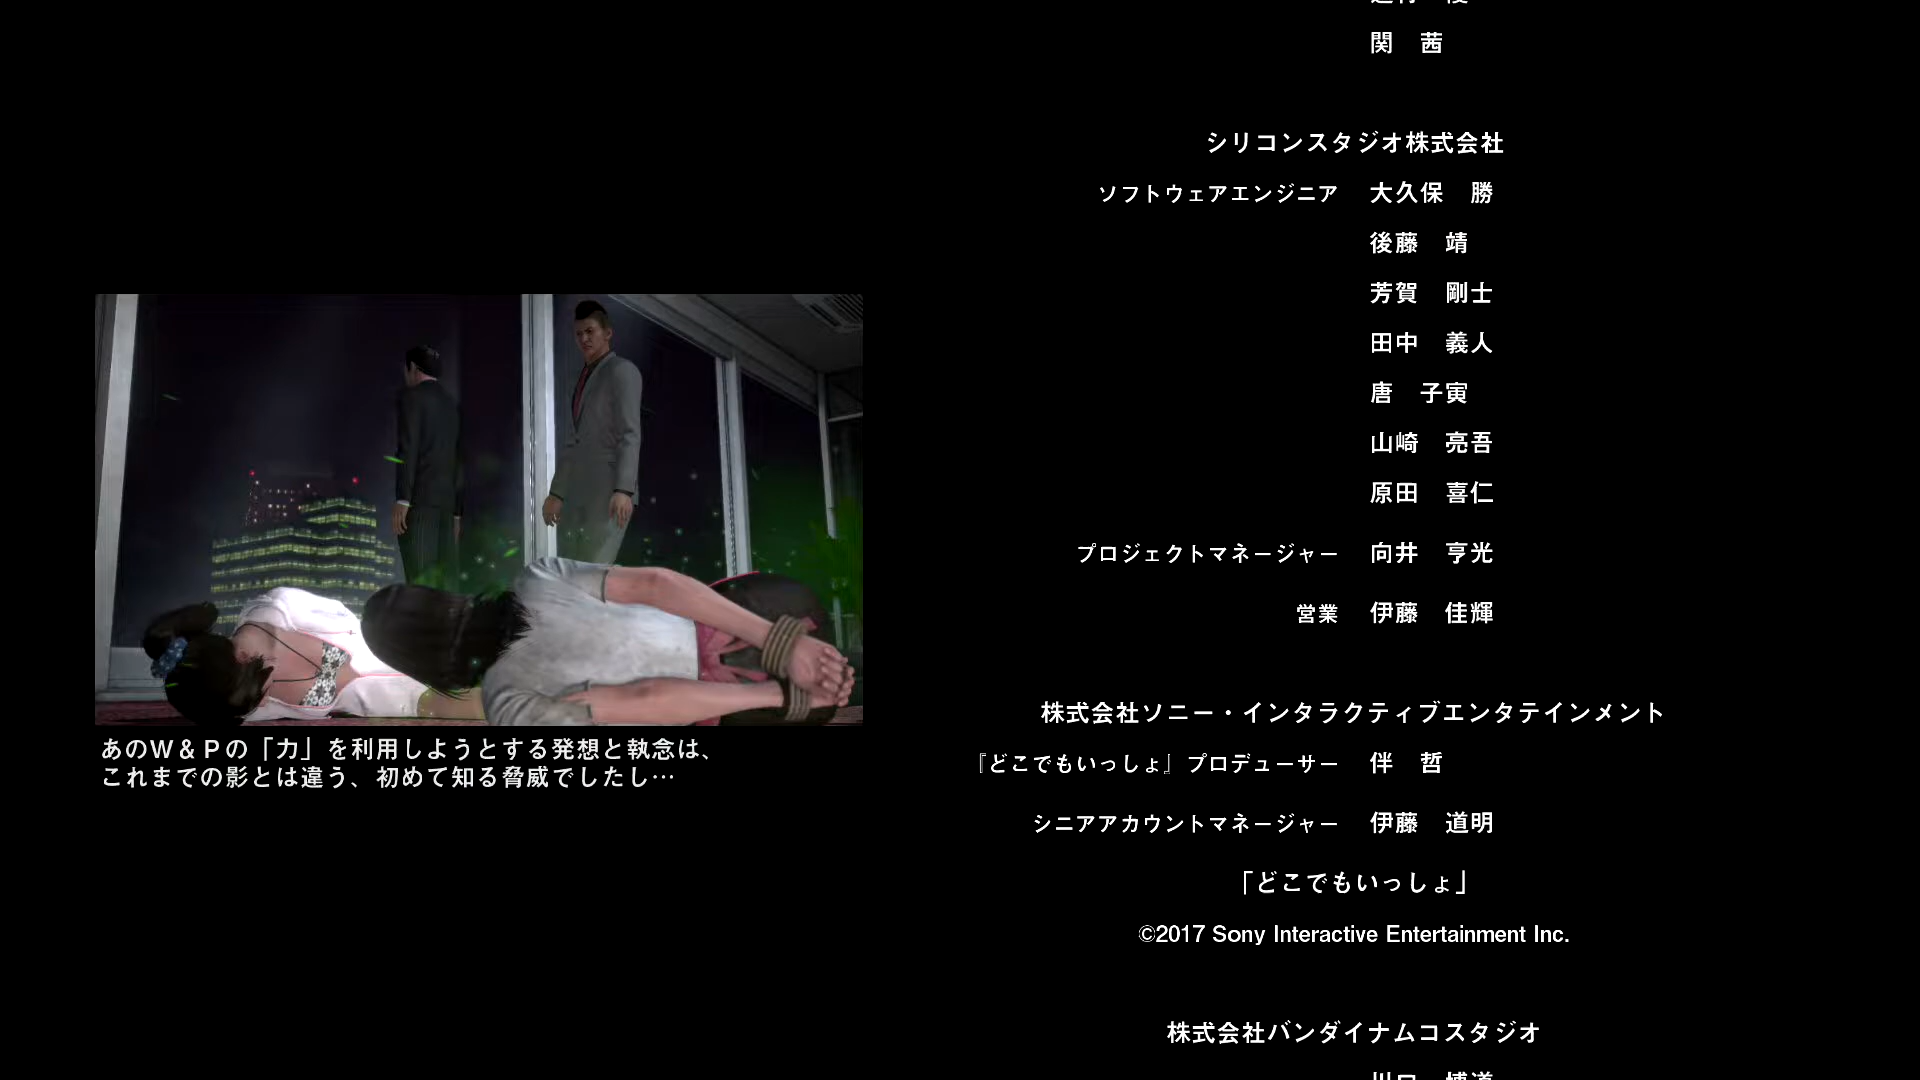 関　茜
シリコンスタジオ株式会社
ソフトウェアエンジニア　大久保　勝
後藤　靖
芳賀　剛士
田中　義人
唐　子寅
山崎　亮吾
原田　喜仁
プロジェクトマネージャー　向井　亨光
営業　伊藤　佳輝
株式会社ソニー・インタラクティブエンタテインメント
『どこでもいっしょ』プロデューサー　伴　哲
シニアアカウントマネージャー　伊藤　道明
「どこでもいっしょ」
©2017 Sony Interactive Entertainment Inc.
株式会社バンダイナムコスタジオ
あのW＆Pの「力」を利用しようとする発想と執念は、
これまでの影とは違う、初めて知る脅威でしたし…